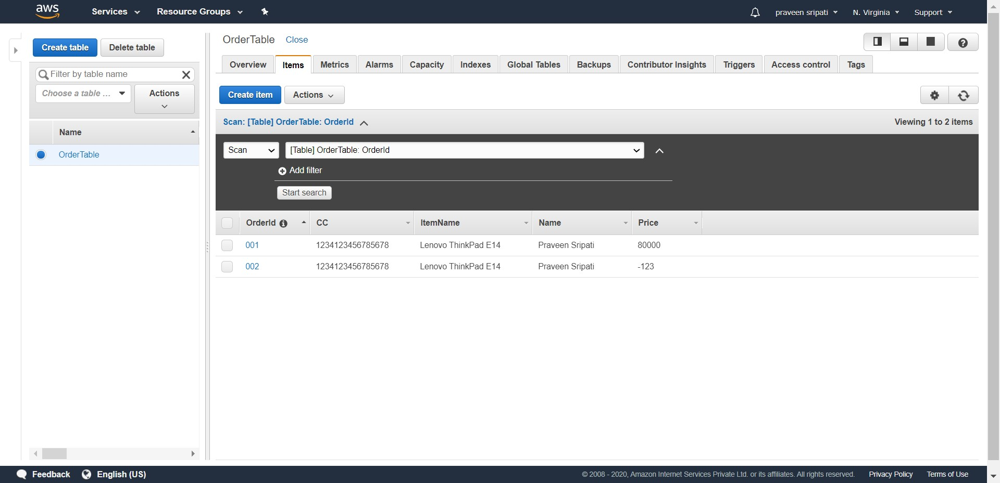 aws Services Resource Groups praveen sripati N. Virginia Support
Create table Delete table
Filter by table name
Choose a table ... Actions
Name
OrderTable
OrderTable Close
Overview Items Metrics Alarms Capacity Indexes Global Tables Backups Contributor Insights Triggers Access control Tags
Create item Actions
Scan: [Table] OrderTable: OrderId Viewing 1 to 2 items
Scan [Table] OrderTable: OrderId
Add filter
Start search
OrderId CC ItemName Name Price
001 1234123456785678 Lenovo ThinkPad E14 Praveen Sripati 80000
002 1234123456785678 Lenovo ThinkPad E14 Praveen Sripati -123
Feedback English (US) © 2008 - 2020, Amazon Internet Services Private Ltd. or its affiliates. All rights reserved. Privacy Policy Terms of Use